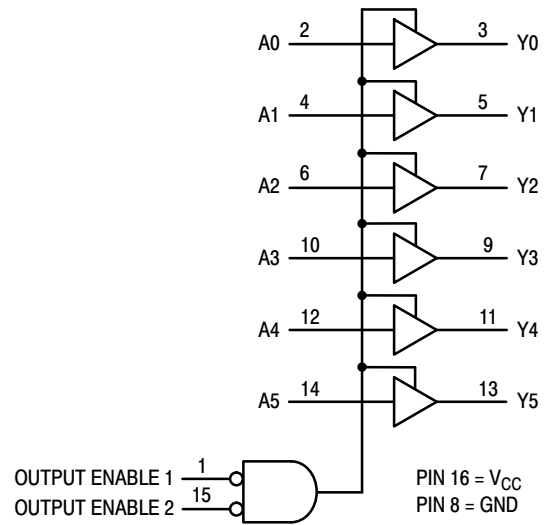 A0 2 3 Y0
A1 4 5 Y1
A2 6 7 Y2
A3 10 9 Y3
A4 12 11 Y4
A5 14 13 Y5
OUTPUT ENABLE 1 1
OUTPUT ENABLE 2 15
PIN 16 = VCC
PIN 8 = GND